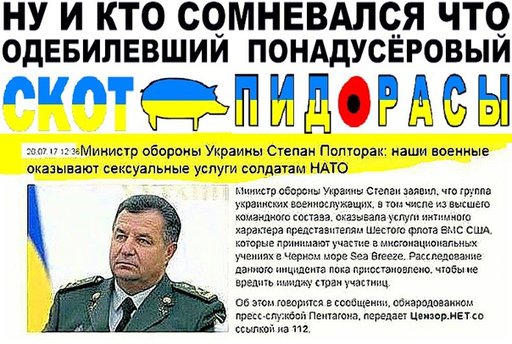 НУ И КТО СОМНЕВАЛСЯ ЧТО
ОДЕБИЛЕВШИЙ ПОНАДУСЁРОВЫЙ
СКОТ ПИДОРАСЫ
20.07.17 12:36 Министр обороны Украины Степан Полторак: наши военные
оказывают сексуальные услуги солдатам НАТО
Министр обороны Украины Степан заявил, что группа
украинских военнослужащих, в том числе из высшего
командного состава, оказывала услуги интимного
характера представителям Шестого флота ВМС США,
которые принимают участие в многонациональных
учениях в Черном море Sea Breeze. Расследование
данного инцидента пока приостановлено, чтобы не
вредить имиджу стран участниц.
Об этом говорится в сообщении, обнародованном
пресс-службой Пентагона, передает Цензор.НЕТ со
ссылкой на 112.